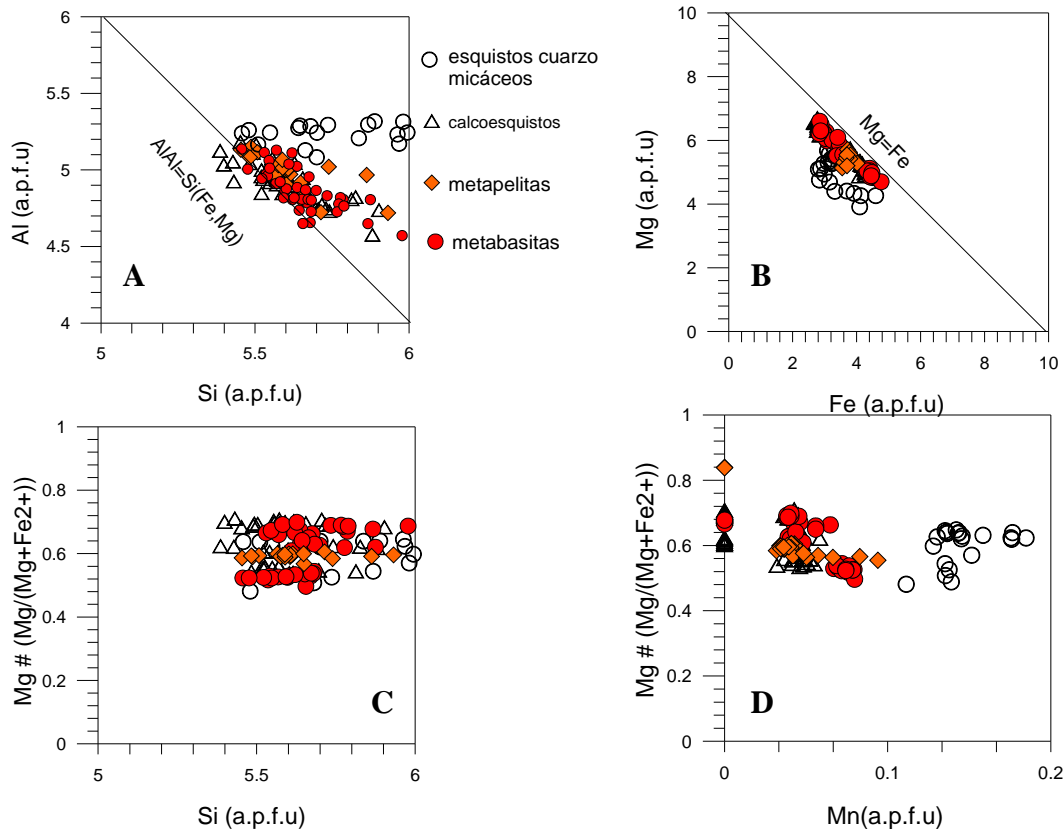 6
5.5
5
4.5
4
Al (a.p.f.u)
AlAl=Si(Fe,Mg)
A
5
5.5
6
Si (a.p.f.u)
esquistos cuarzo
micáceos
calcoesquistos
metapelitas
metabasitas
10
8
6
4
2
0
Mg (a.p.f.u)
Mg=Fe
B
0
2
4
6
8
10
Fe (a.p.f.u)
1
0.8
0.6
0.4
0.2
0
Mg # (Mg/(Mg+Fe2+))
C
5
5.5
6
Si (a.p.f.u)
1
0.8
0.6
0.4
0.2
0
Mg # (Mg/(Mg+Fe2+))
D
0
0.1
0.2
Mn(a.p.f.u)